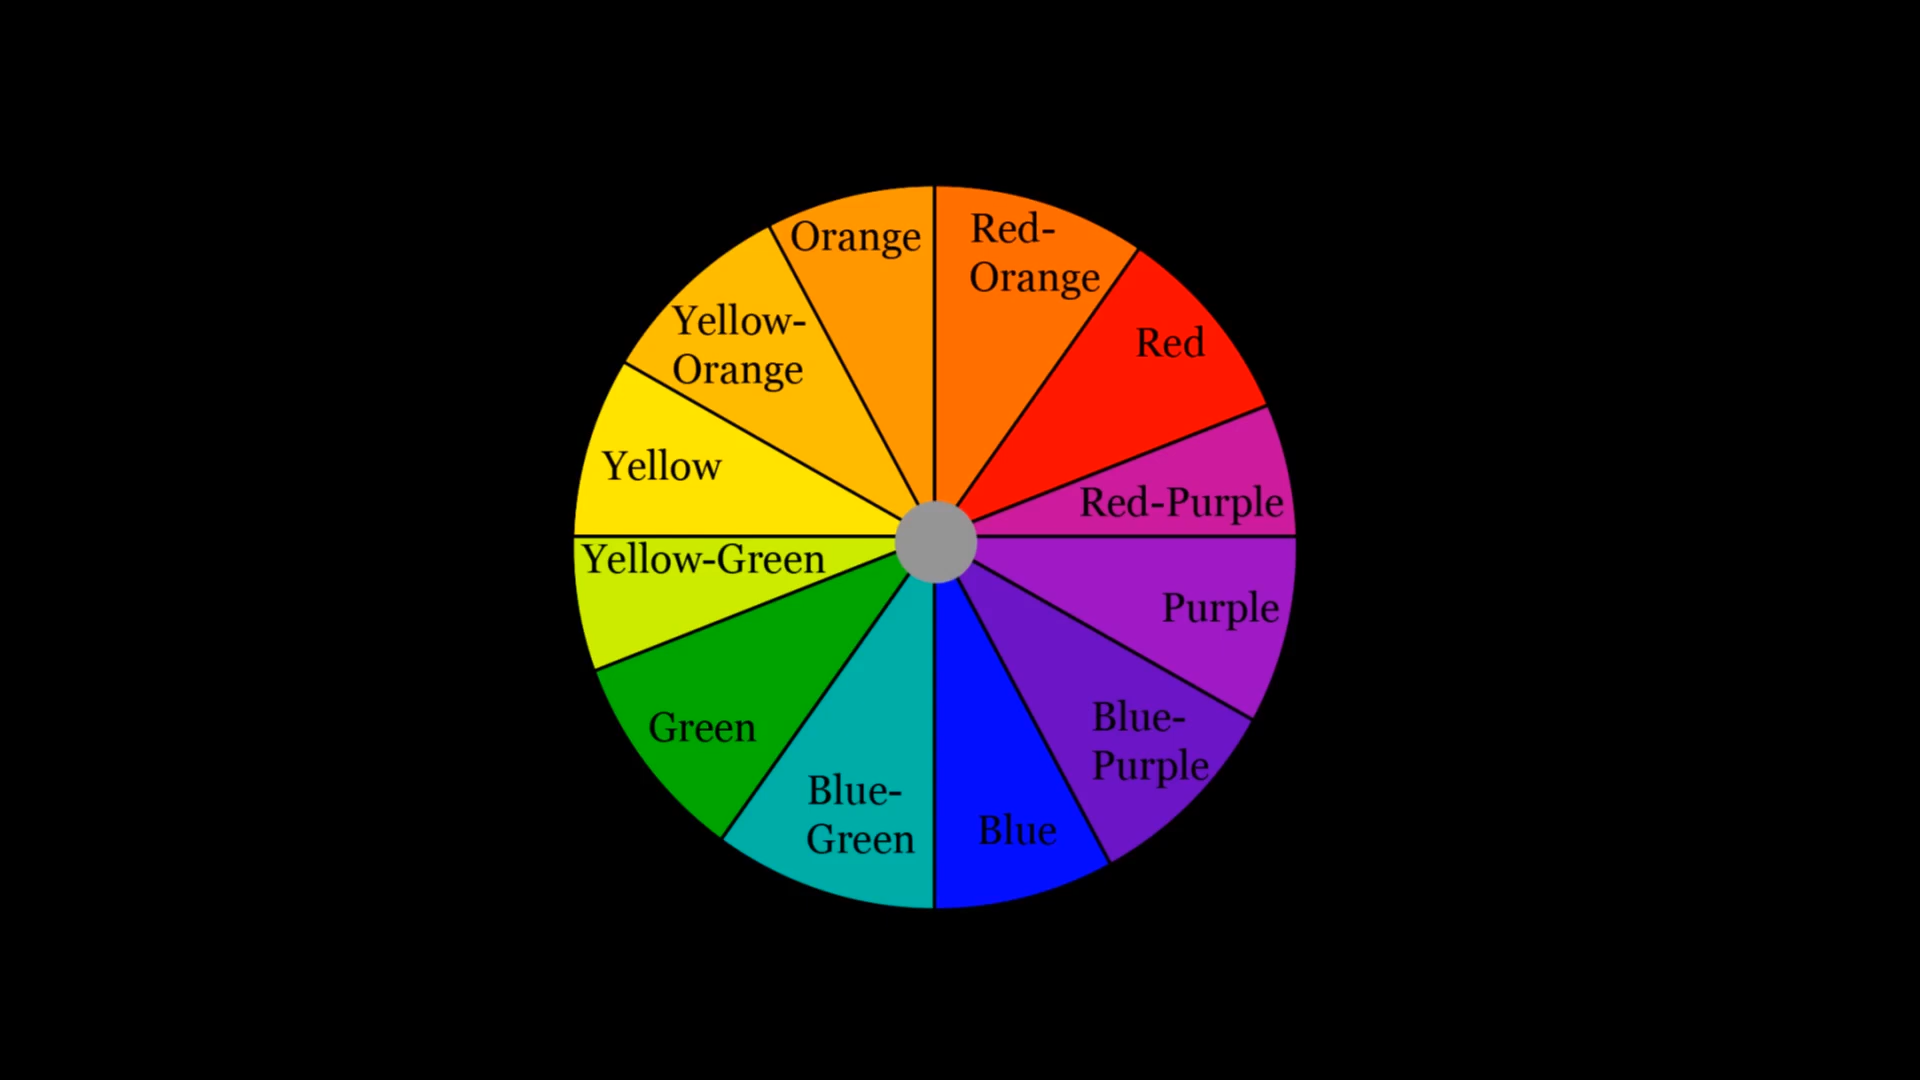 Orange
Red-
Orange
Yellow-
Orange
Red
Yellow
Red-Purple
Yellow-Green
Purple
Green
Blue-
Purple
Blue-
Green
Blue